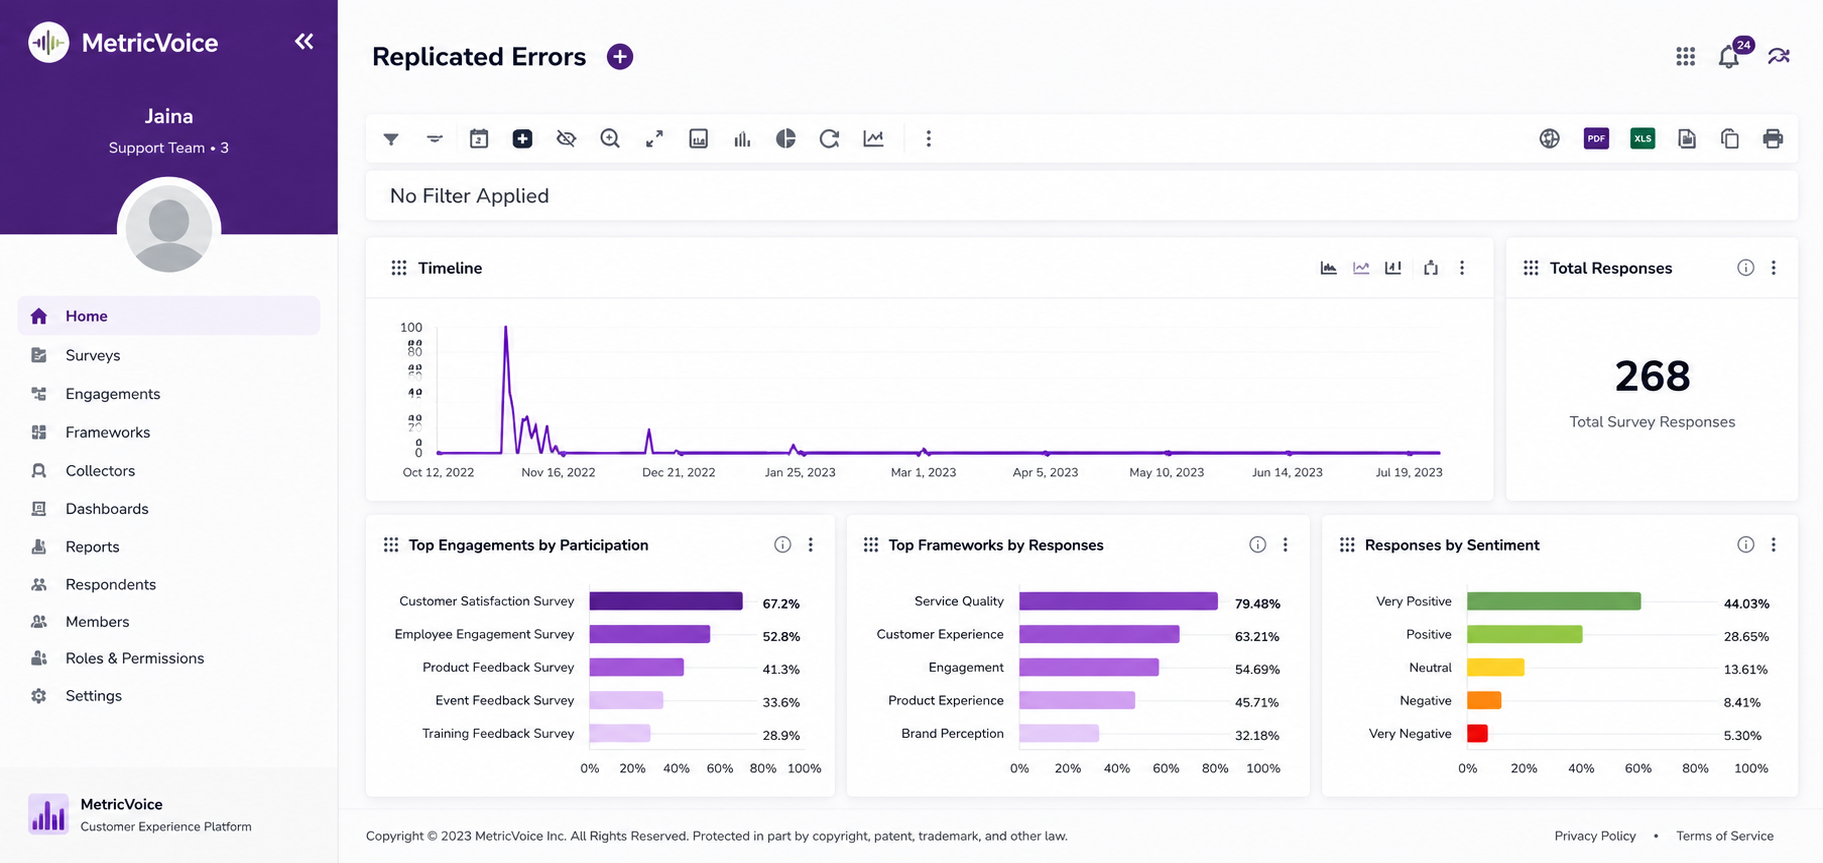 MetricVoice
Jaina
Support Team • 3
Home
Surveys
Engagements
Frameworks
Collectors
Dashboards
Reports
Respondents
Members
Roles & Permissions
Settings
MetricVoice
Customer Experience Platform
Replicated Errors
24
PDF
XLS
No Filter Applied
Timeline
100
80
20
0
0
Oct 12, 2022 Nov 16, 2022 Dec 21, 2022 Jan 25, 2023 Mar 1, 2023 Apr 5, 2023 May 10, 2023 Jun 14, 2023 Jul 19, 2023
Total Responses
268
Total Survey Responses
Top Engagements by Participation
Customer Satisfaction Survey 67.2%
Employee Engagement Survey 52.8%
Product Feedback Survey 41.3%
Event Feedback Survey 33.6%
Training Feedback Survey 28.9%
0% 20% 40% 60% 80% 100%
Top Frameworks by Responses
Service Quality 79.48%
Customer Experience 63.21%
Engagement 54.69%
Product Experience 45.71%
Brand Perception 32.18%
0% 20% 40% 60% 80% 100%
Responses by Sentiment
Very Positive 44.03%
Positive 28.65%
Neutral 13.61%
Negative 8.41%
Very Negative 5.30%
0% 20% 40% 60% 80% 100%
Copyright © 2023 MetricVoice Inc. All Rights Reserved. Protected in part by copyright, patent, trademark, and other law.
Privacy Policy • Terms of Service